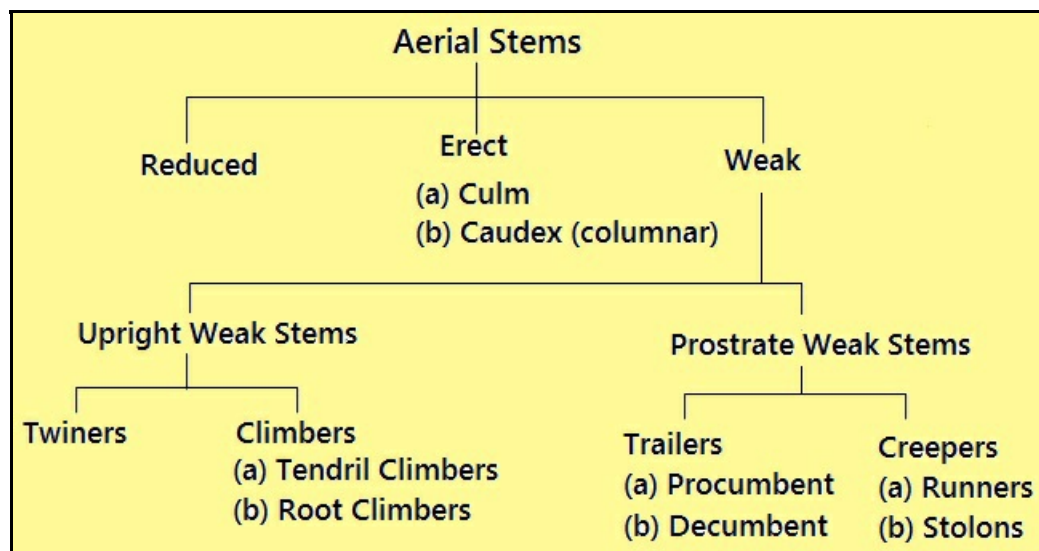 Aerial Stems
Reduced
Erect
(a) Culm
(b) Caudex (columnar)
Weak
Upright Weak Stems
Prostrate Weak Stems
Twiners
Climbers
(a) Tendril Climbers
(b) Root Climbers
Trailers
(a) Procumbent
(b) Decumbent
Creepers
(a) Runners
(b) Stolons